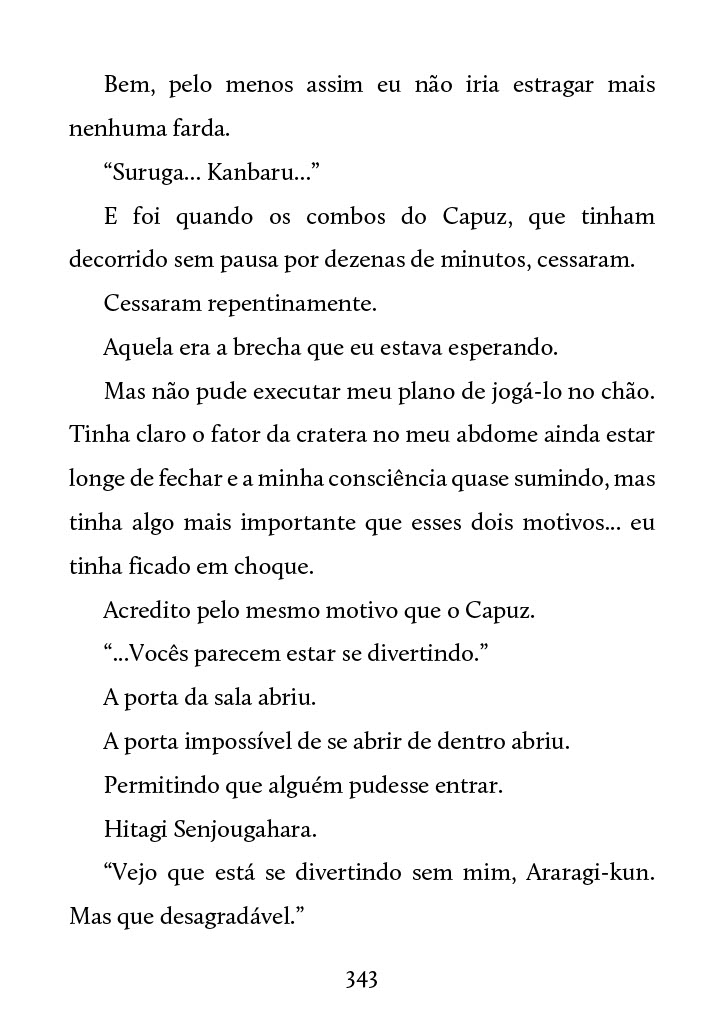 Bem, pelo menos assim eu não iria estragar mais
nenhuma farda.
“Suruga... Kanbaru...”
E foi quando os combos do Capuz, que tinham
decorrido sem pausa por dezenas de minutos, cessaram.
Cessaram repentinamente.
Aquela era a brecha que eu estava esperando.
Mas não pude executar meu plano de jogá-lo no chão.
Tinha claro o fator da cratera no meu abdome ainda estar
longe de fechar e a minha consciência quase sumindo, mas
tinha algo mais importante que esses dois motivos... eu
tinha ficado em choque.
Acredito pelo mesmo motivo que o Capuz.
“...Vocês parecem estar se divertindo.”
A porta da sala abriu.
A porta impossível de se abrir de dentro abriu.
Permitindo que alguém pudesse entrar.
Hitagi Senjougahara.
“Vejo que está se divertindo sem mim, Araragi-kun.
Mas que desagradável.”
343